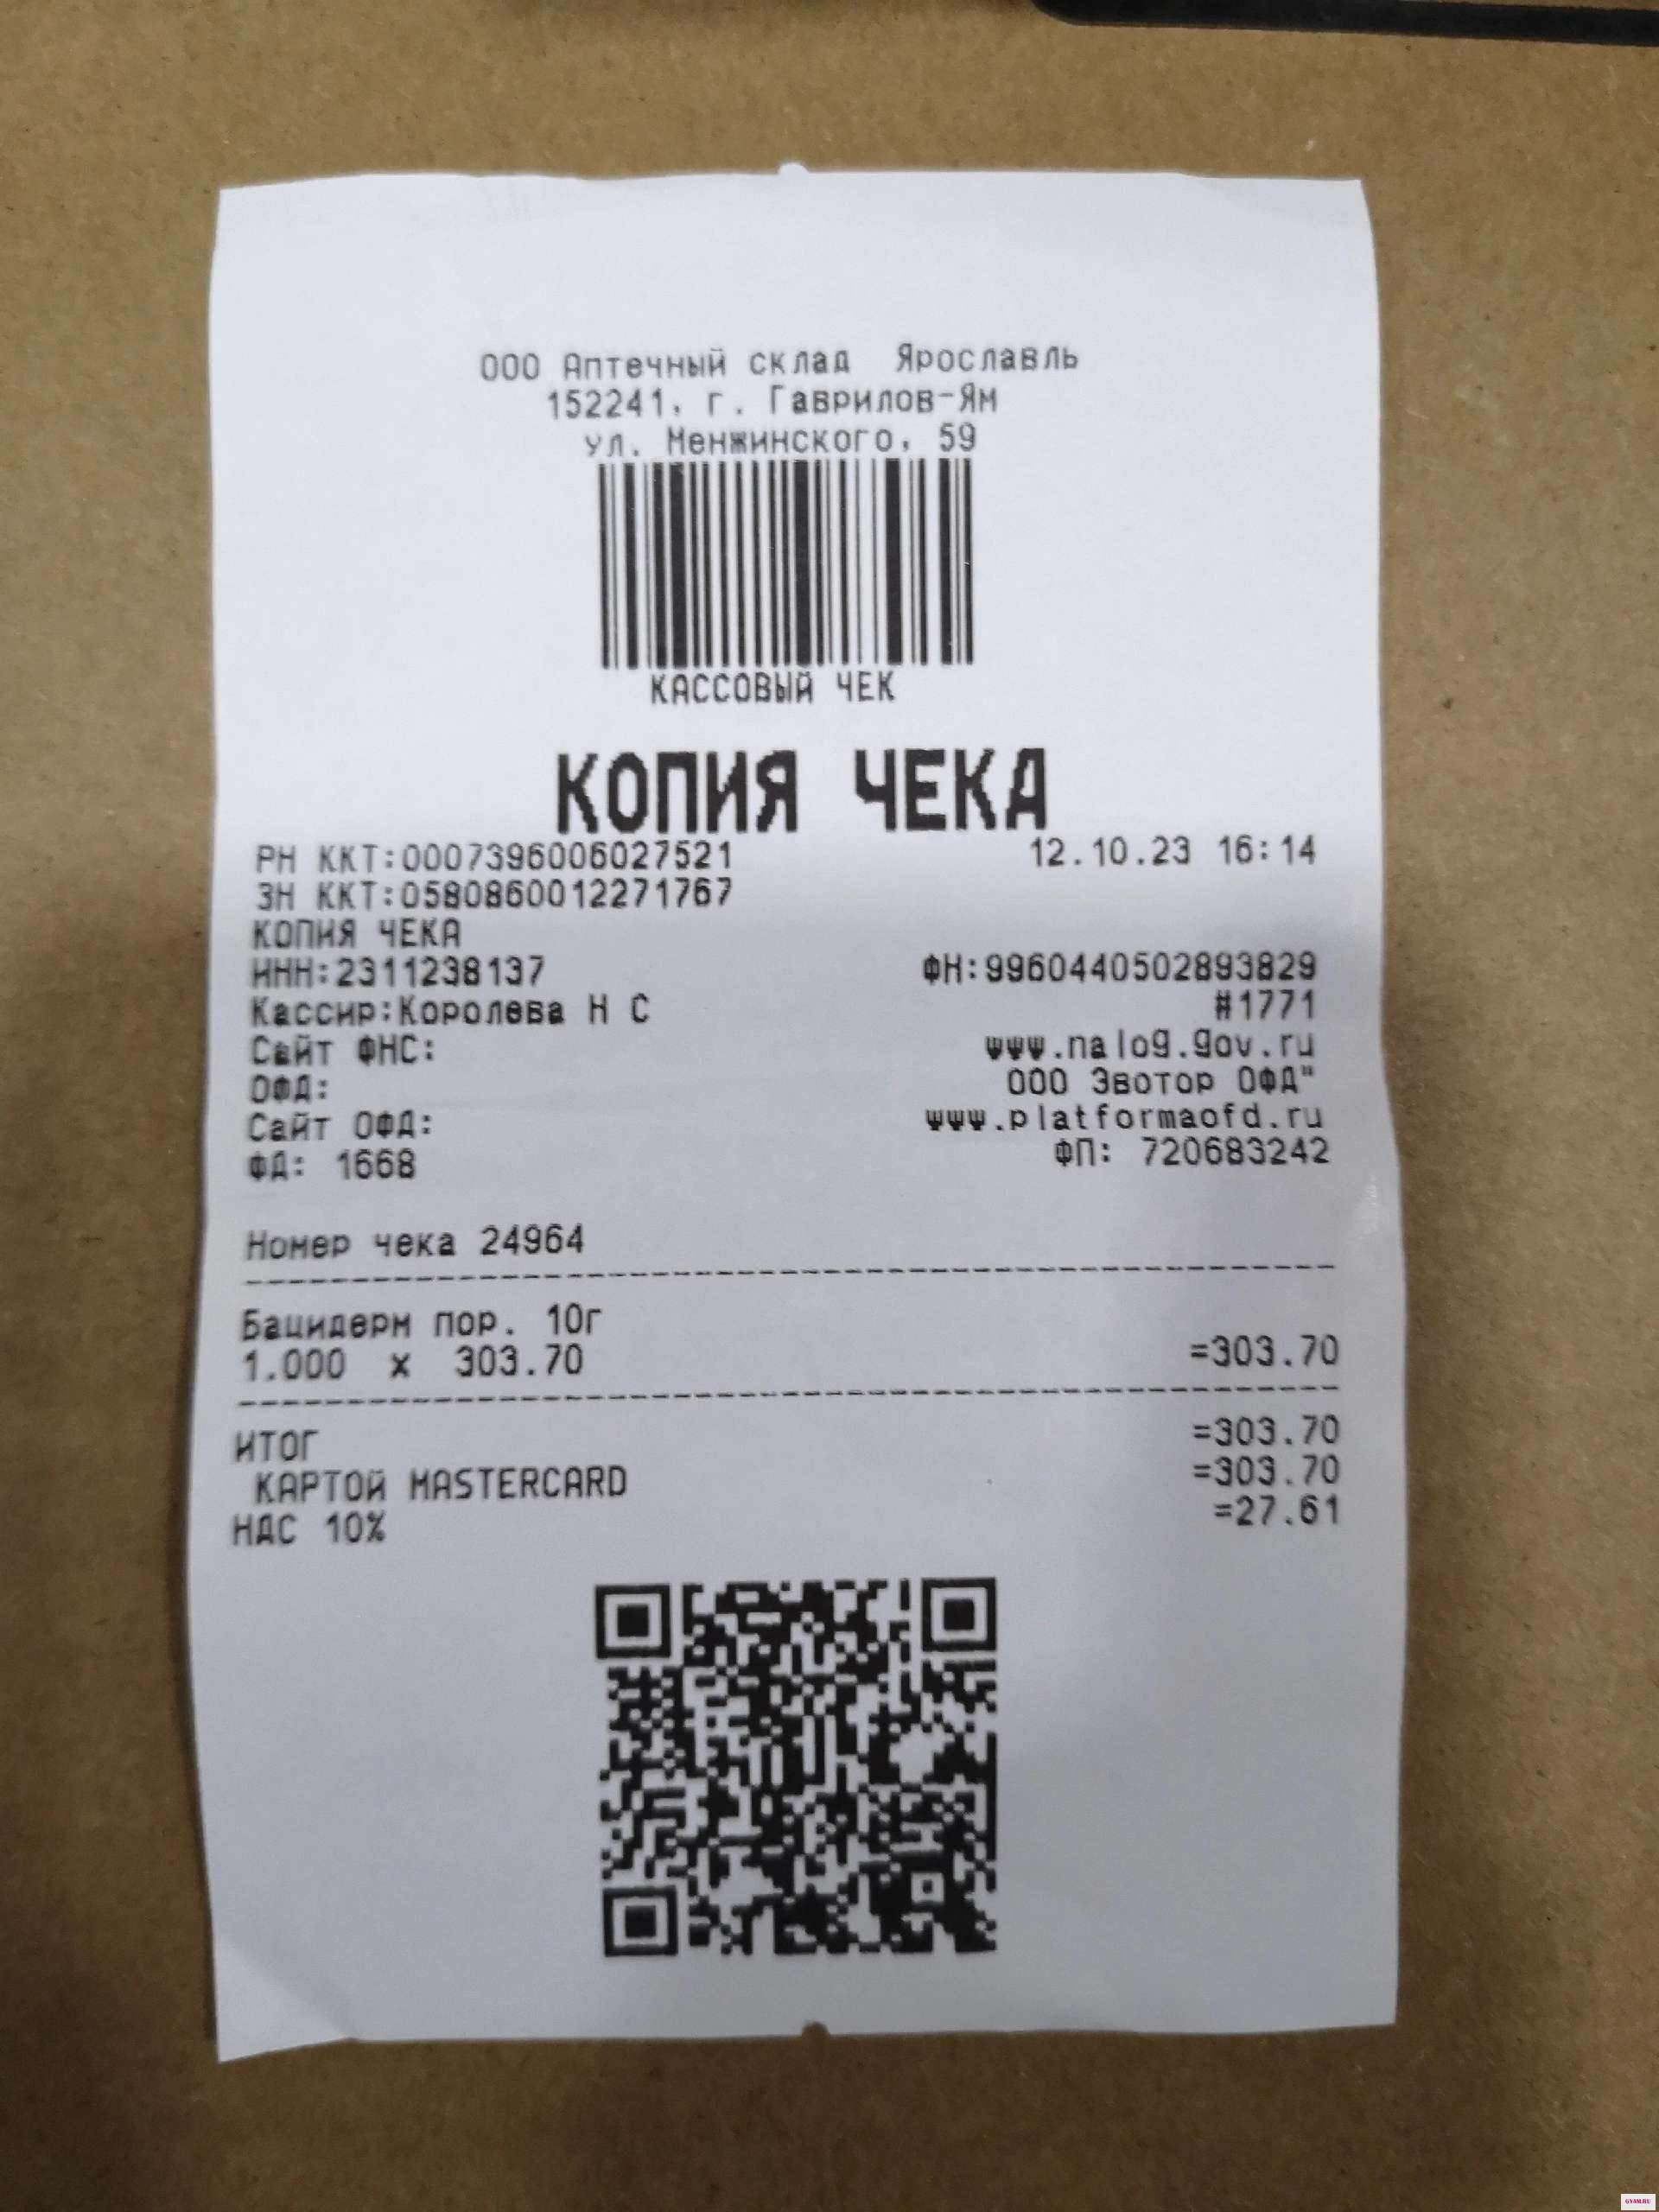 ООО Аптечный склад Ярославль
152241, г. Гаврилов-Ям
ул. Менжинского, 59
КАССОВЫЙ ЧЕК
КОПИЯ ЧЕКА
РН ККТ:0007396006027521 12.10.23 16:14
ЗН ККТ:0580860012271767
КОПИЯ ЧЕКА
ИНН:2311238137 ФН:9960440502893829
Кассир:Королева Н С #1771
Сайт ФНС: www.nalog.gov.ru
ОФД: ООО Эвотор ОФД"
Сайт ОФД: www.platformaofd.ru
ФД: 1668 ФП: 720683242
Номер чека 24964
Бацидерм пор. 10г
1.000 x 303.70 =303.70
ИТОГ =303.70
КАРТОЙ MASTERCARD =303.70
НДС 10% =27.61
GYAM.RU